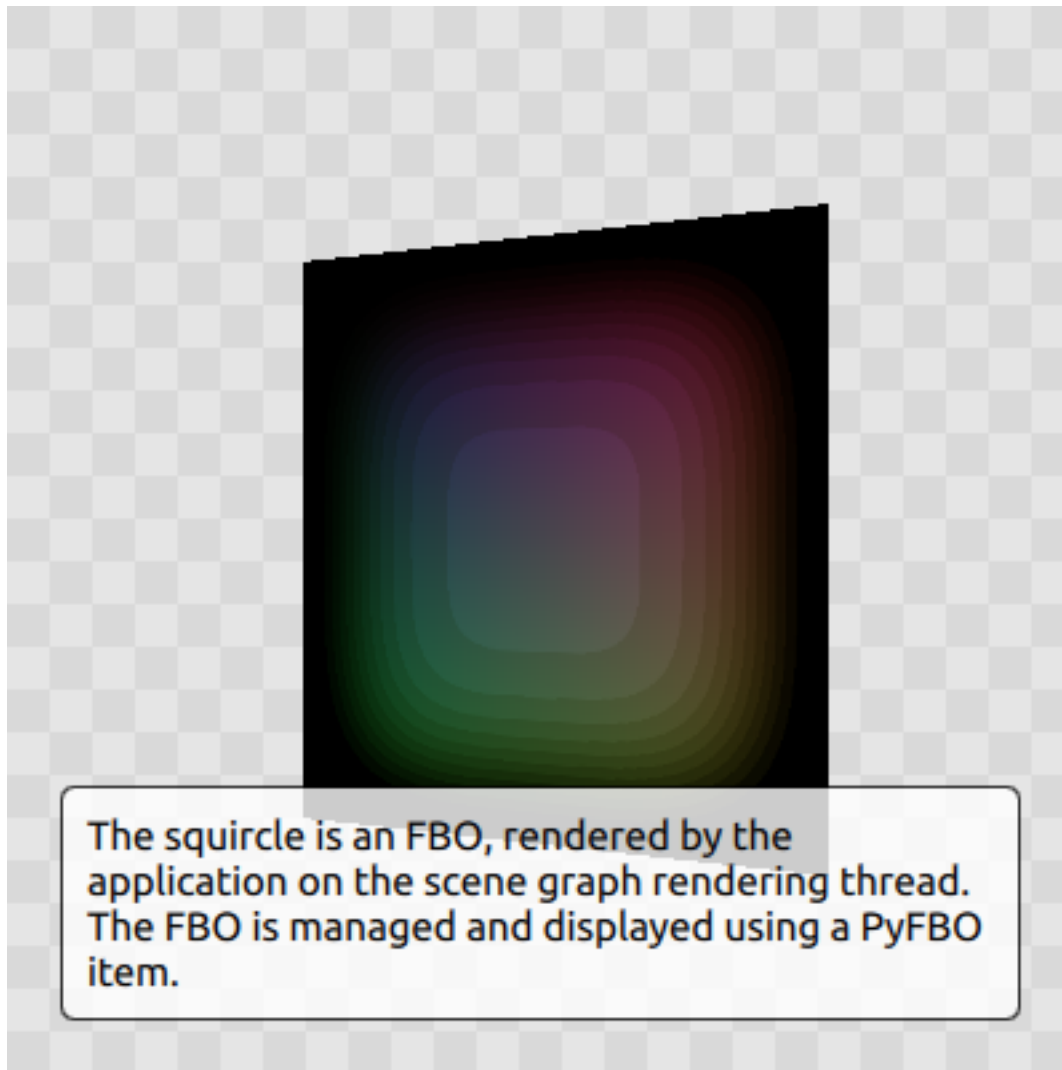 The squircle is an FBO, rendered by the
application on the scene graph rendering thread.
The FBO is managed and displayed using a PyFBO
item.